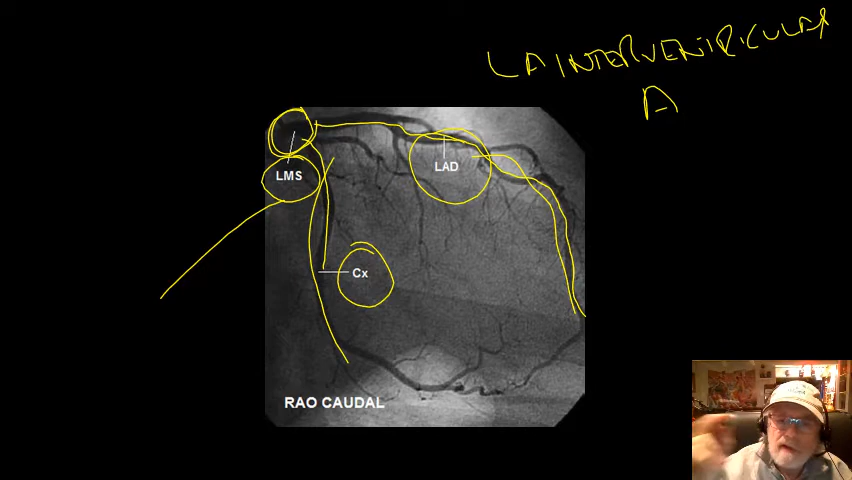 LA INTERVENTRICULAR
A
LAD
LMS
Cx
RAO CAUDAL